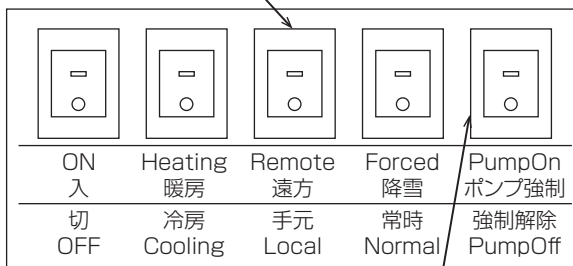 ON Heating Remote Forced PumpOn
入 暖房 遠方 降雪 ポンプ強制
切 冷房 手元 常時 強制解除
OFF Cooling Local Normal PumpOff